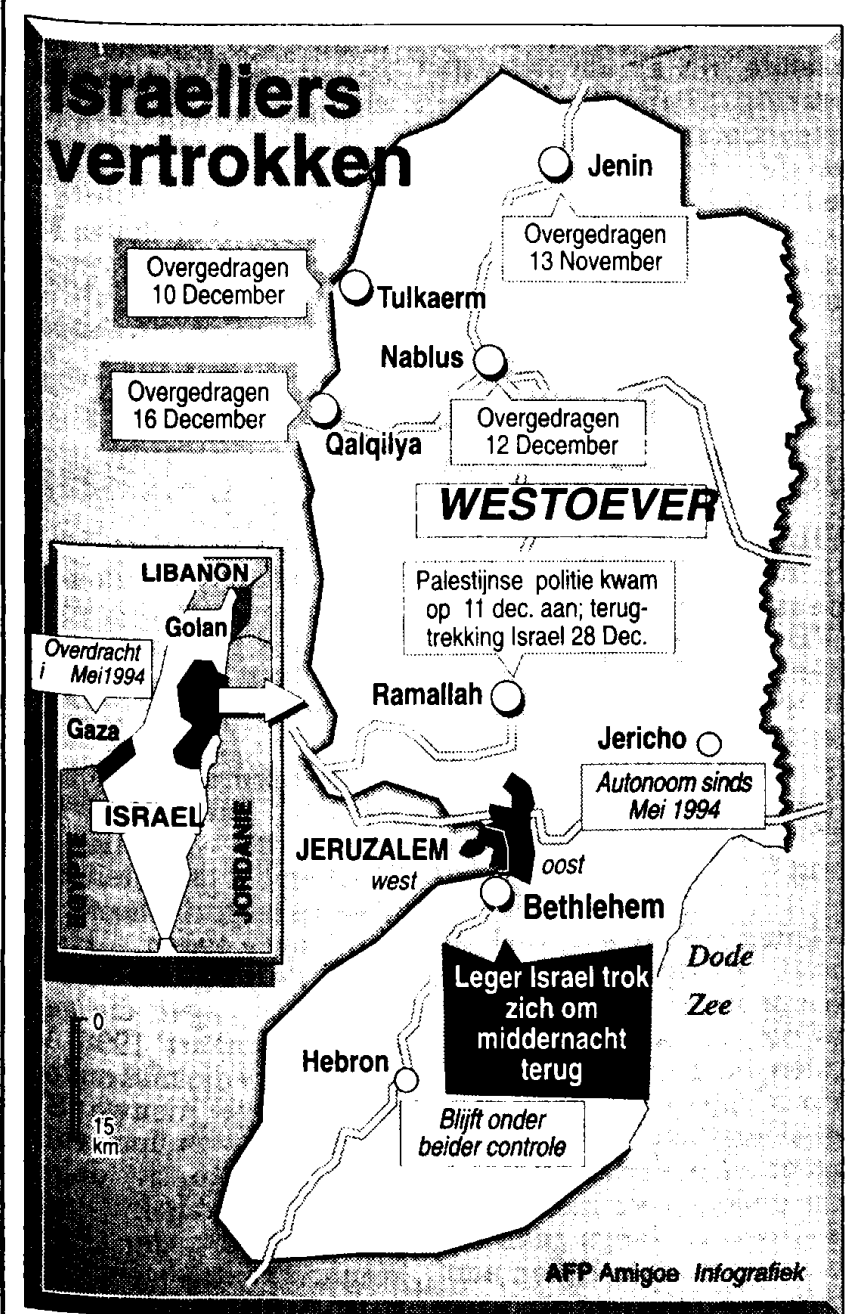 Israeliers
vertrokken
Jenin
Overgedragen
13 November
Overgedragen
10 December
Tulkaerm
Nablus
Overgedragen
16 December
Qalqilya
Overgedragen
12 December
WESTOEVER
LIBANON
Golan
Overdracht
i Mei1994
Gaza
ISRAEL
EGYPTE
JORDANIE
Palestijnse politie kwam
op 11 dec. aan; terug-
trekking Israel 28 Dec.
Ramallah
Jericho
Autonoom sinds
Mei 1994
JERUZALEM
west
oost
Bethlehem
Leger Israel trok
zich om
middernacht
terug
Dode
Zee
0
15
km
Hebron
Blijft onder
beider controle
AFP Amigoe Infografiek